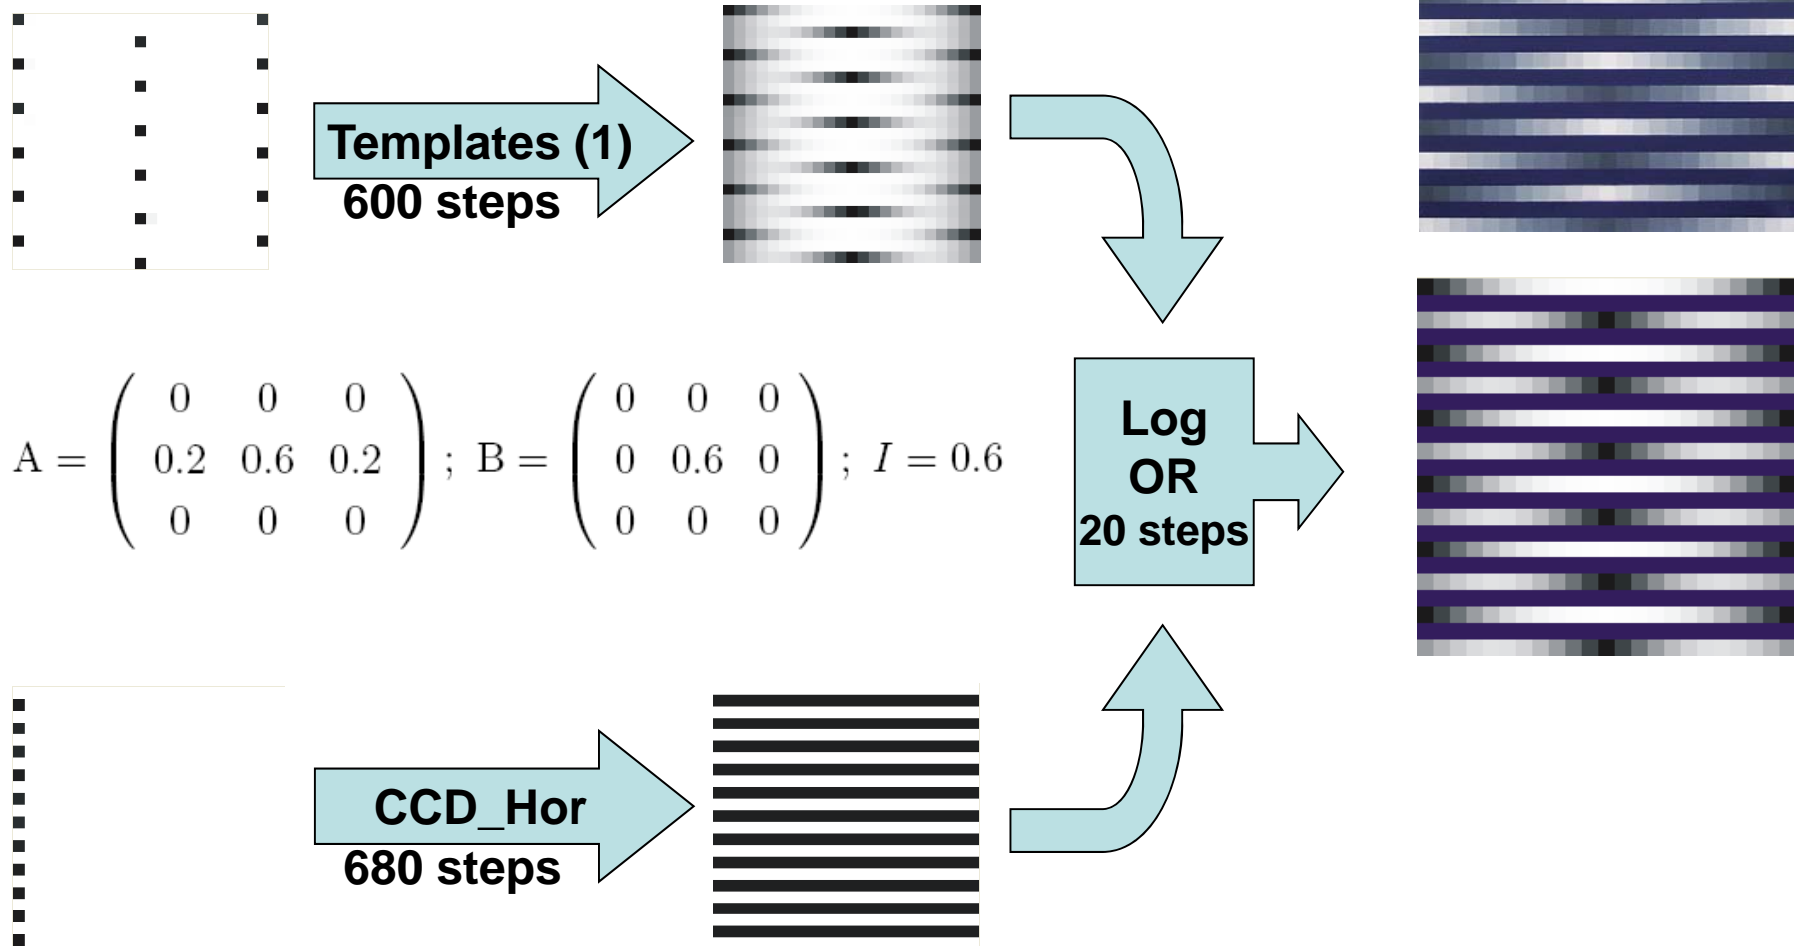 Templates (1)
600 steps
A = ( 0 0 0
0.2 0.6 0.2
0 0 0 ) ; B = ( 0 0 0
0 0.6 0
0 0 0 ) ; I = 0.6
Log
OR
20 steps
CCD_Hor
680 steps